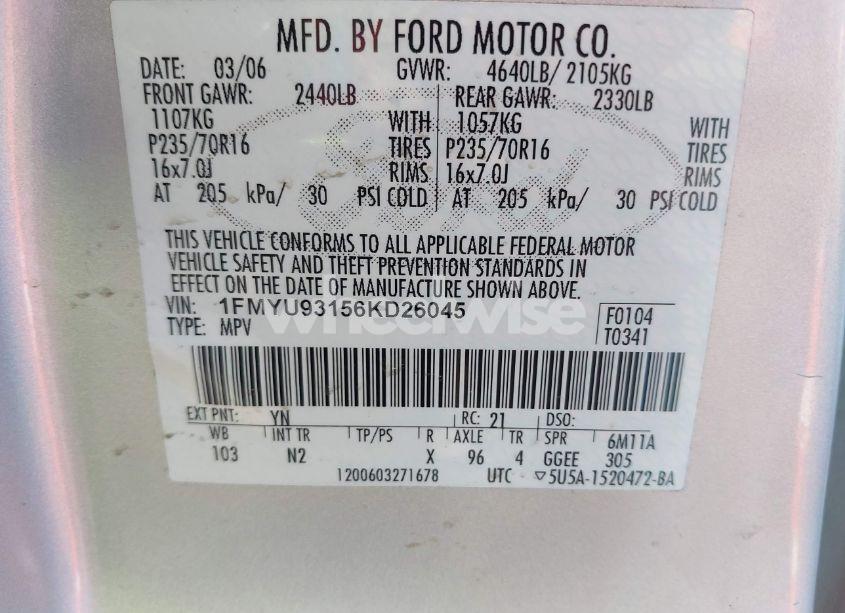 MFD. BY FORD MOTOR CO.
DATE: 03/06 GVWR: 4640LB/ 2105KG
FRONT GAWR: 2440LB REAR GAWR: 2330LB
1107KG WITH 1057KG WITH
P235/70R16 TIRES P235/70R16 TIRES
16x7.0J RIMS 16x7.0J RIMS
AT 205 kPa/ 30 PSI COLD AT 205 kPa/ 30 PSI COLD
THIS VEHICLE CONFORMS TO ALL APPLICABLE FEDERAL MOTOR
VEHICLE SAFETY AND THEFT PREVENTION STANDARDS IN
EFFECT ON THE DATE OF MANUFACTURE SHOWN ABOVE.
VIN: 1FMYU93156KD26045 F0104
TYPE: MPV T0341
wheelwise
EXT PNT: YN RC: 21 DSO:
WB INT TR TP/PS R AXLE TR SPR 6M11A
103 N2 X 96 4 GGEE 305
1200603271678 UTC ▽5U5A-1520472-BA